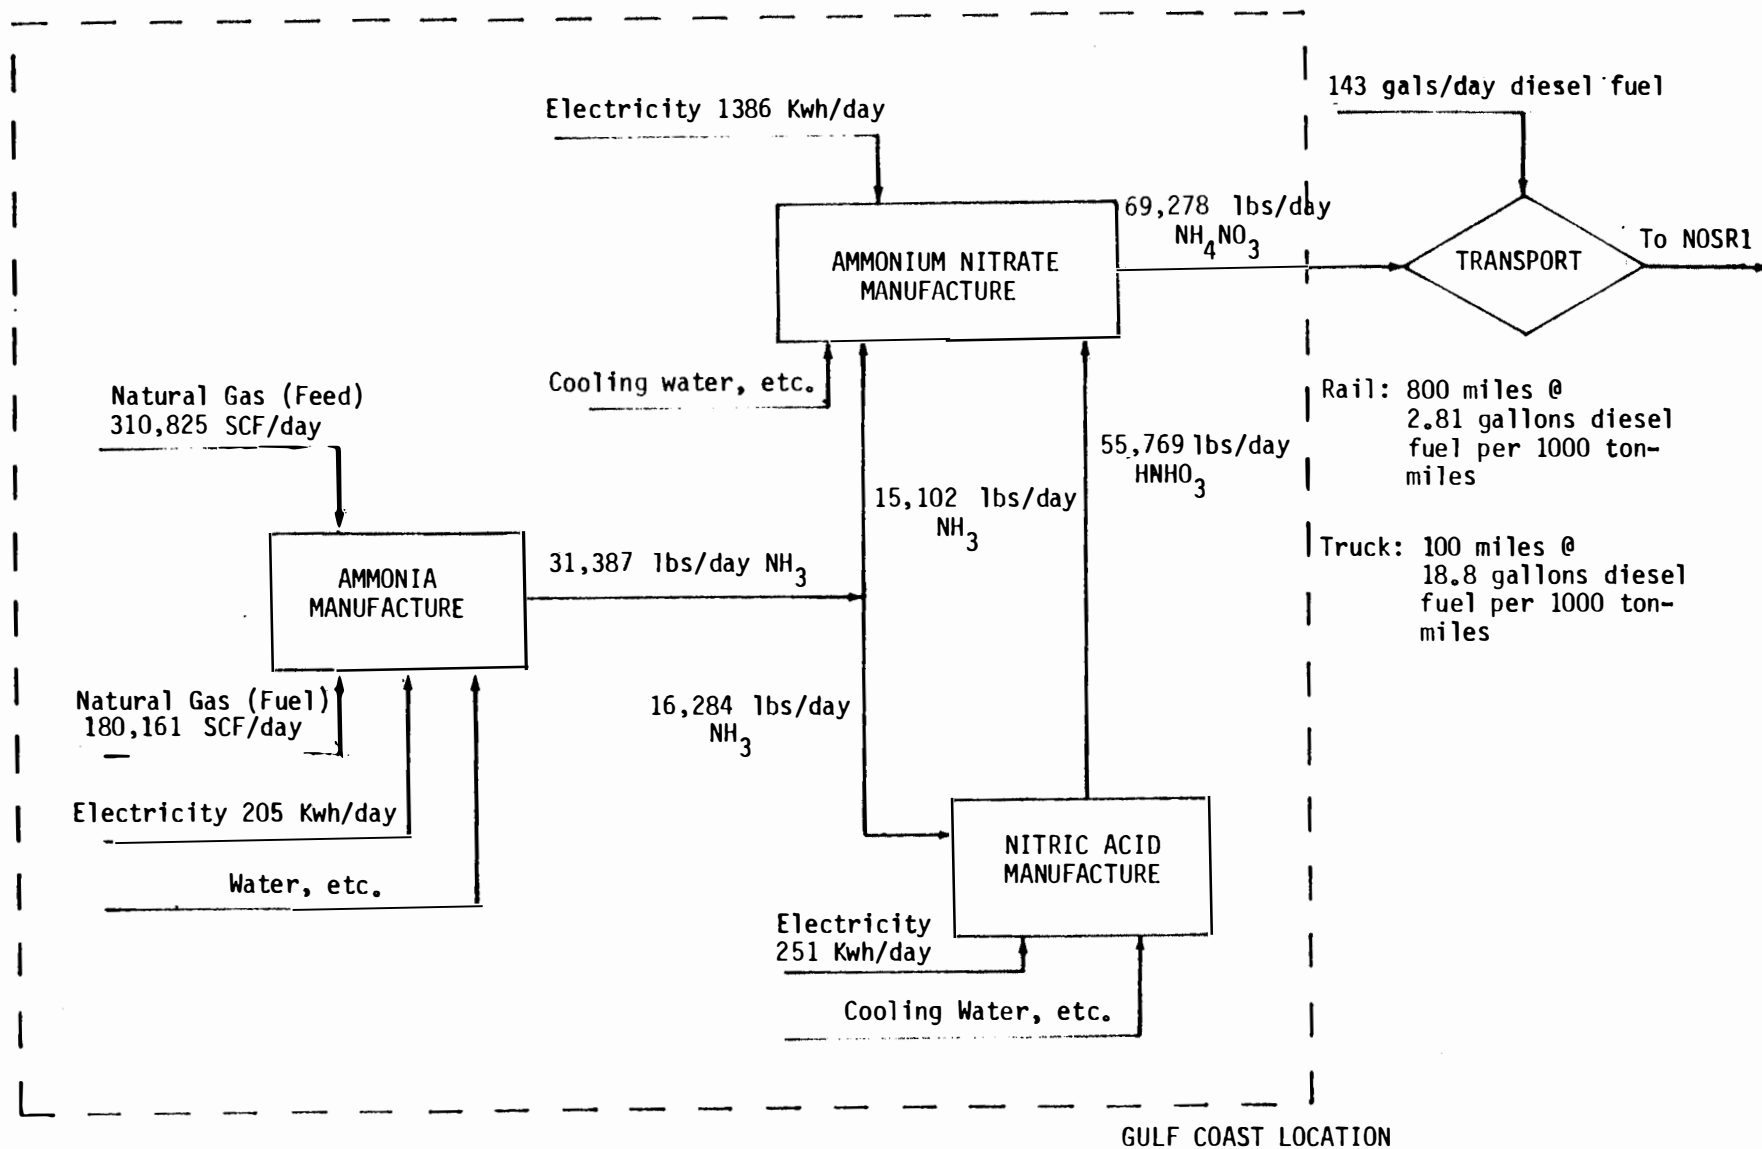 143 gals/day diesel fuel
Electricity 1386 Kwh/day
69,278 lbs/day
NH4NO3
AMMONIUM NITRATE
MANUFACTURE
TRANSPORT
To NOSR1
Cooling water, etc.
Natural Gas (Feed)
310,825 SCF/day
Rail: 800 miles @
2.81 gallons diesel
fuel per 1000 ton-
miles
55,769 lbs/day
HNHO3
15,102 lbs/day
NH3
Truck: 100 miles @
18.8 gallons diesel
fuel per 1000 ton-
miles
31,387 lbs/day NH3
AMMONIA
MANUFACTURE
Natural Gas (Fuel)
180,161 SCF/day
16,284 lbs/day
NH3
Electricity 205 Kwh/day
Water, etc.
NITRIC ACID
MANUFACTURE
Electricity
251 Kwh/day
Cooling Water, etc.
GULF COAST LOCATION